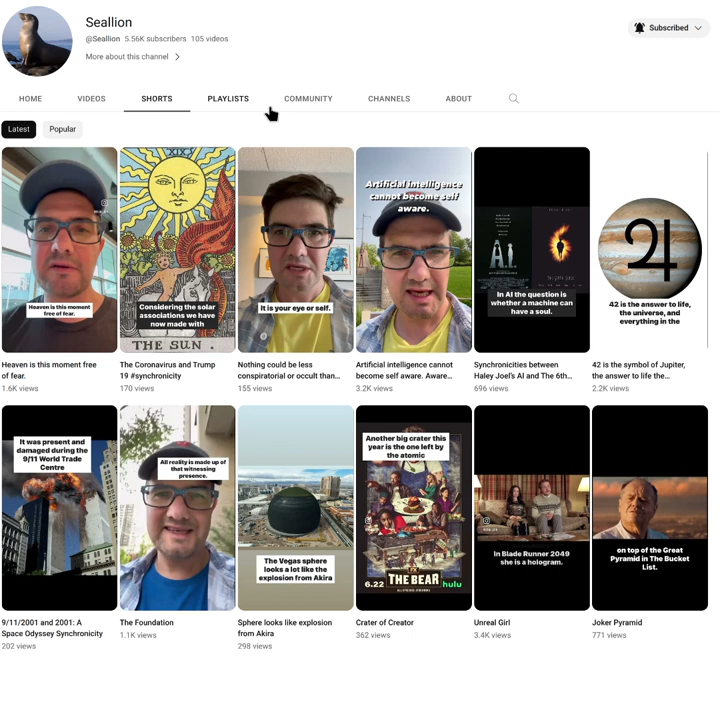 Seallion
@Seallion 5.56K subscribers 105 videos
More about this channel
Subscribed
HOME VIDEOS SHORTS PLAYLISTS COMMUNITY CHANNELS ABOUT
Latest Popular
Heaven is this moment
free of fear.
XIX
Considering the solar
associations we have
now made with
THE SUN.
It is your eye or self.
Artificial intelligence
cannot become self
aware.
In AI the question is
whether a machine can
have a soul.
42 is the answer to life,
the universe, and
everything in the
Heaven is this moment free
of fear.
1.6K views
The Coronavirus and Trump
19 #synchronicity
170 views
Nothing could be less
conspiratorial or occult than...
155 views
Artificial intelligence cannot
become self aware. Aware...
3.2K views
Synchronicities between
Haley Joel's AI and The 6th...
696 views
42 is the symbol of Jupiter,
the answer to life the...
2.2K views
It was present and
damaged during the
9/11 World Trade
Centre
All reality is made up of
that witnessing
presence.
The Vegas sphere
looks a lot like the
explosion from Akira
Another big crater this
year is the one left by
the atomic
FX
6.22 THE BEAR hulu
In Blade Runner 2049
she is a hologram.
on top of the Great
Pyramid in The Bucket
List.
9/11/2001 and 2001: A
Space Odyssey Synchronicity
202 views
The Foundation
1.1K views
Sphere looks like explosion
from Akira
298 views
Crater of Creator
362 views
Unreal Girl
3.4K views
Joker Pyramid
771 views